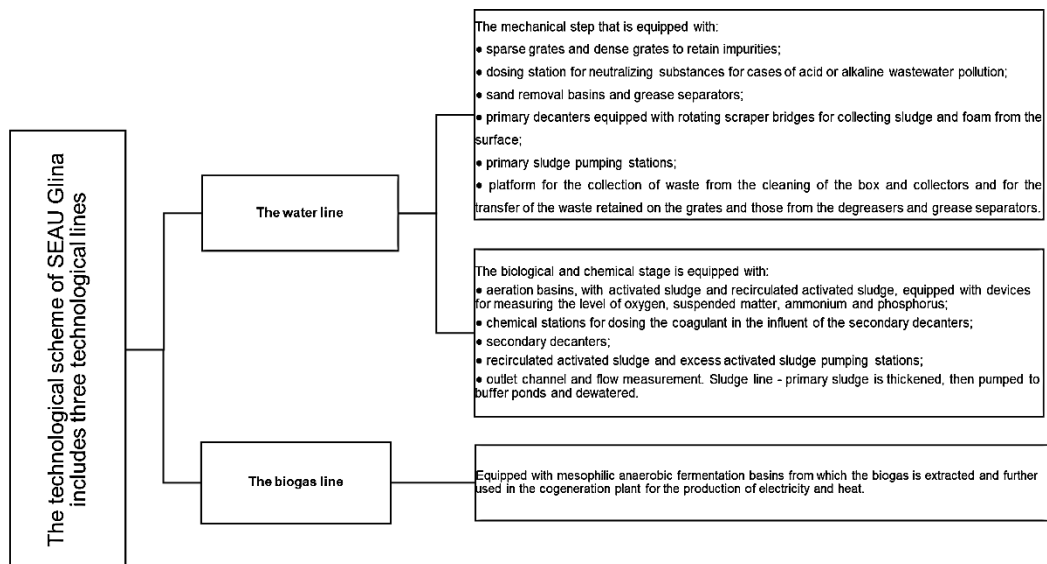 The technological scheme of SEAU Glina
includes three technological lines
The water line
The mechanical step that is equipped with:
● sparse grates and dense grates to retain impurities;
● dosing station for neutralizing substances for cases of acid or alkaline wastewater pollution;
● sand removal basins and grease separators;
● primary decanters equipped with rotating scraper bridges for collecting sludge and foam from the
surface;
● primary sludge pumping stations;
● platform for the collection of waste from the cleaning of the box and collectors and for the
transfer of the waste retained on the grates and those from the degreasers and grease separators.
The biological and chemical stage is equipped with:
● aeration basins, with activated sludge and recirculated activated sludge, equipped with devices
for measuring the level of oxygen, suspended matter, ammonium and phosphorus;
● chemical stations for dosing the coagulant in the influent of the secondary decanters;
● secondary decanters;
● recirculated activated sludge and excess activated sludge pumping stations;
● outlet channel and flow measurement. Sludge line - primary sludge is thickened, then pumped to
buffer ponds and dewatered.
The biogas line
Equipped with mesophilic anaerobic fermentation basins from which the biogas is extracted and further
used in the cogeneration plant for the production of electricity and heat.